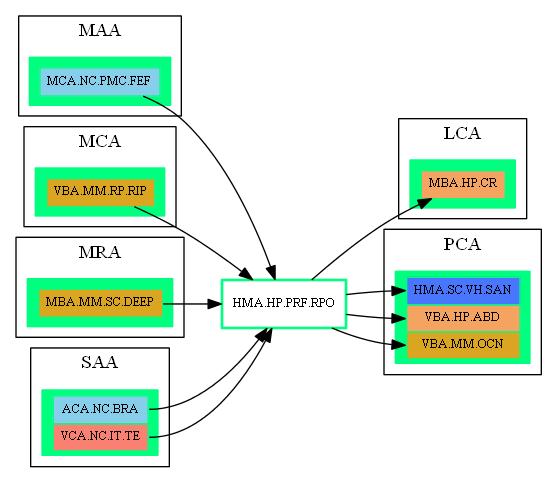 MAA
MCA.NC.PMC.FEF
MCA
VBA.MM.RP.RIP
MRA
MBA.MM.SC.DEEP
SAA
ACA.NC.BRA
VCA.NC.IT.TE
HMA.HP.PRF.RPO
LCA
MBA.HP.CR
PCA
HMA.SC.VH.SAN
VBA.HP.ABD
VBA.MM.OCN